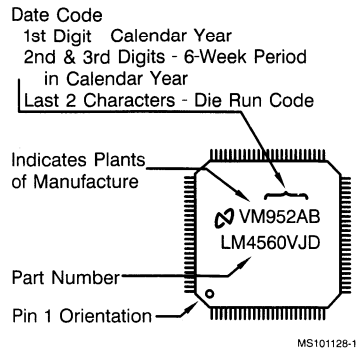 Date Code
1st Digit Calendar Year
2nd & 3rd Digits - 6-Week Period
in Calendar Year
Last 2 Characters - Die Run Code
Indicates Plants
of Manufacture
VM952AB
LM4560VJD
Part Number
Pin 1 Orientation
MS101128-1